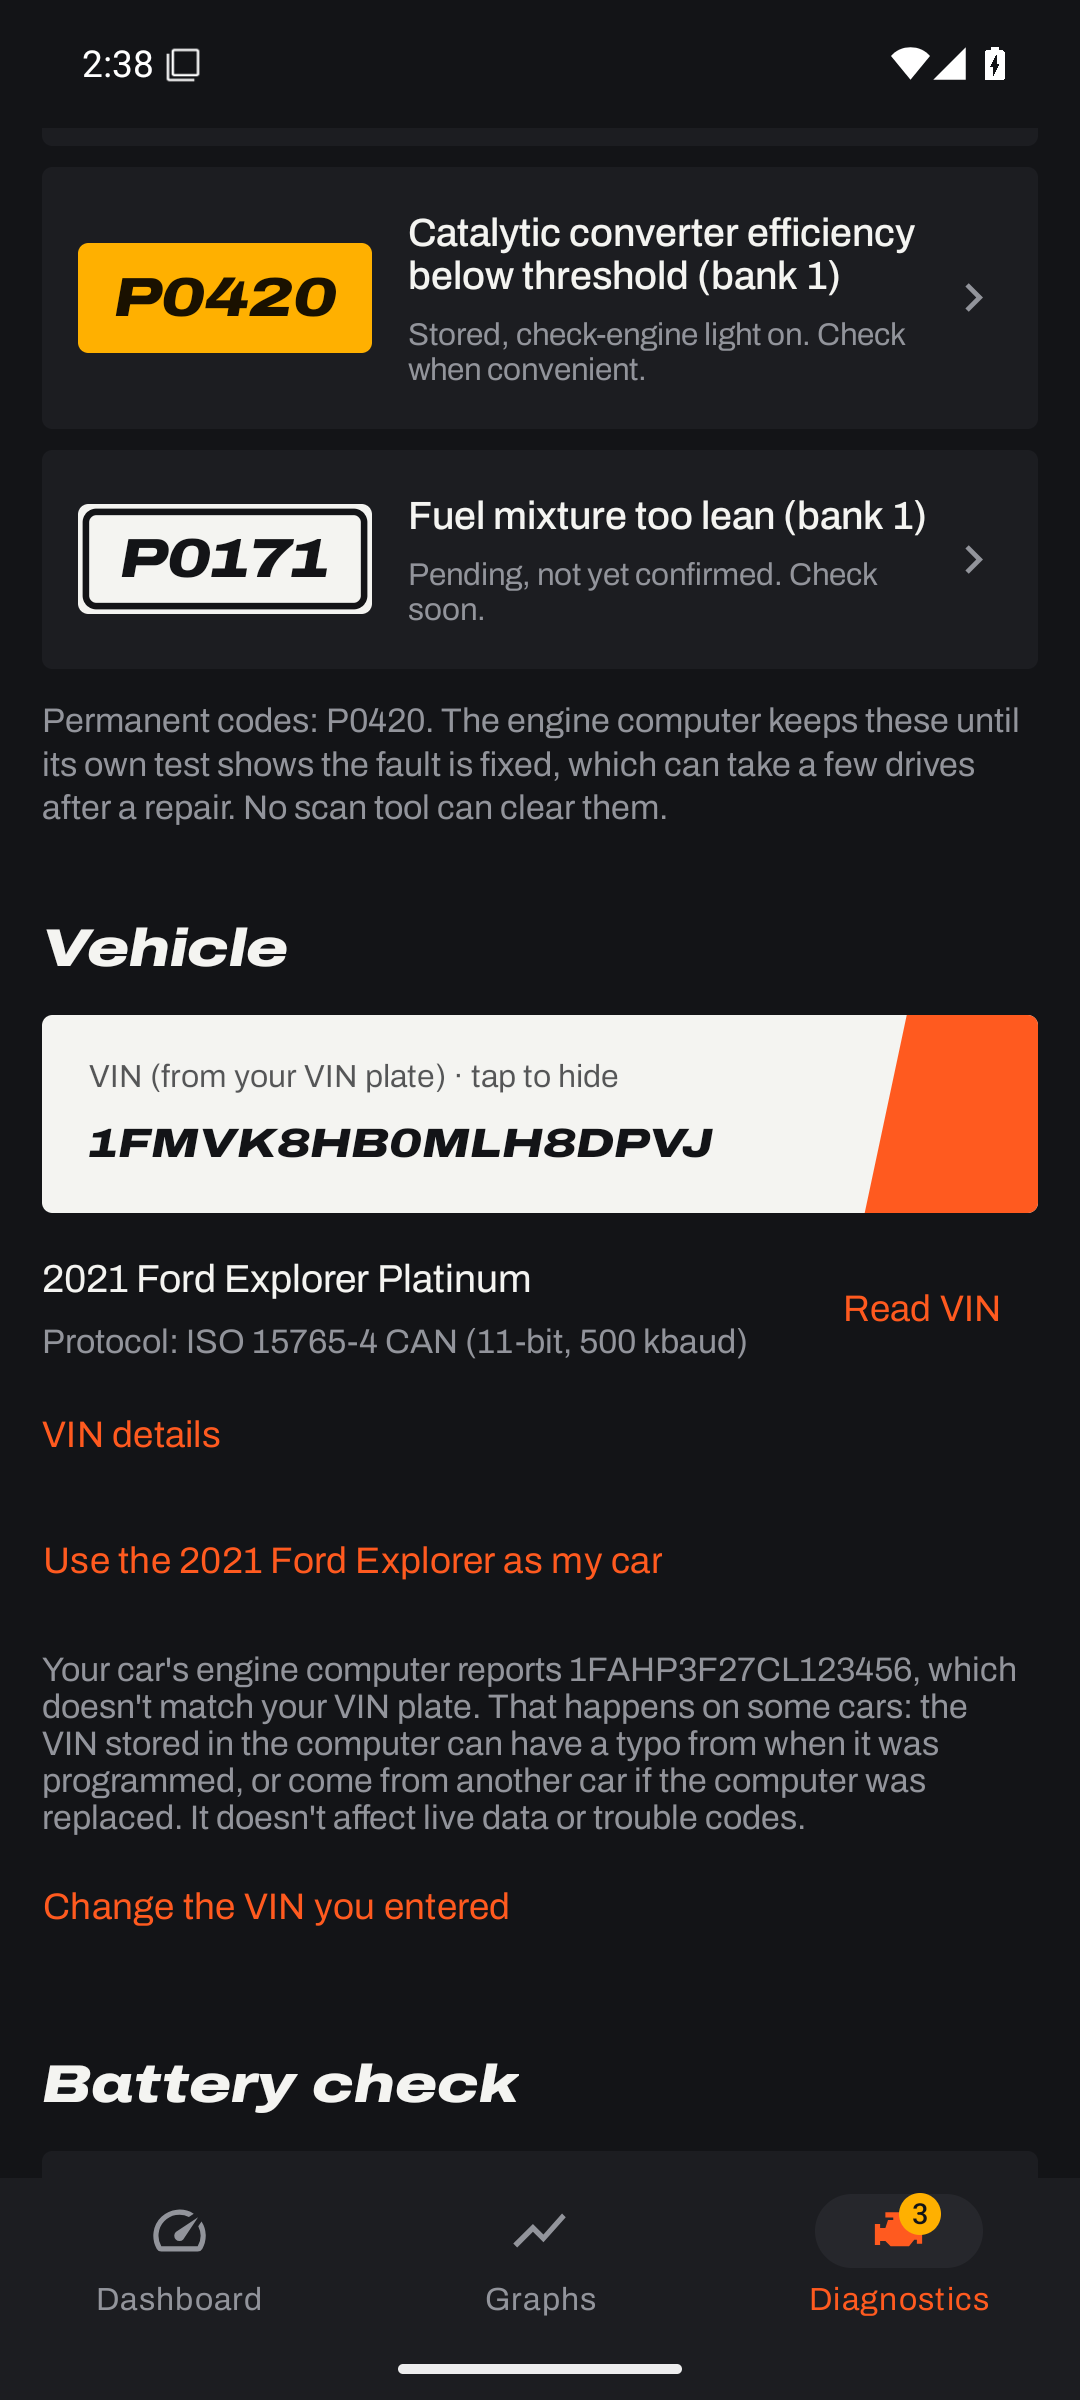 2:38
P0420
Catalytic converter efficiency
below threshold (bank 1)
Stored, check-engine light on. Check
when convenient.
P0171
Fuel mixture too lean (bank 1)
Pending, not yet confirmed. Check
soon.
Permanent codes: P0420. The engine computer keeps these until
its own test shows the fault is fixed, which can take a few drives
after a repair. No scan tool can clear them.
Vehicle
VIN (from your VIN plate) · tap to hide
1FMVK8HB0MLH8DPVJ
2021 Ford Explorer Platinum
Protocol: ISO 15765-4 CAN (11-bit, 500 kbaud)
Read VIN
VIN details
Use the 2021 Ford Explorer as my car
Your car's engine computer reports 1FAHP3F27CL123456, which
doesn't match your VIN plate. That happens on some cars: the
VIN stored in the computer can have a typo from when it was
programmed, or come from another car if the computer was
replaced. It doesn't affect live data or trouble codes.
Change the VIN you entered
Battery check
3
Dashboard
Graphs
Diagnostics